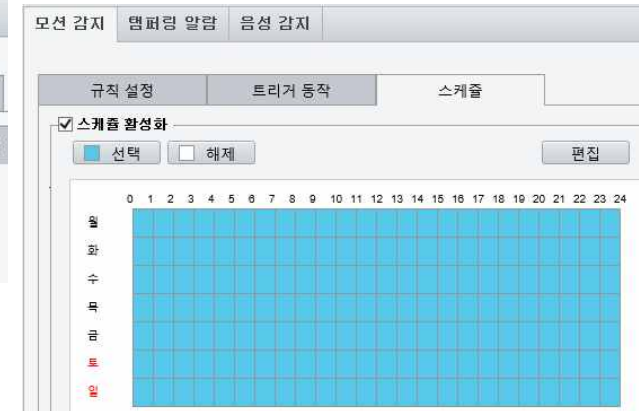 모션 감지 탬퍼링 알람 음성 감지
규칙 설정 트리거 동작 스케쥴
스케쥴 활성화
선택 해제 편집
0 1 2 3 4 5 6 7 8 9 10 11 12 13 14 15 16 17 18 19 20 21 22 23 24
월
화
수
목
금
토
일